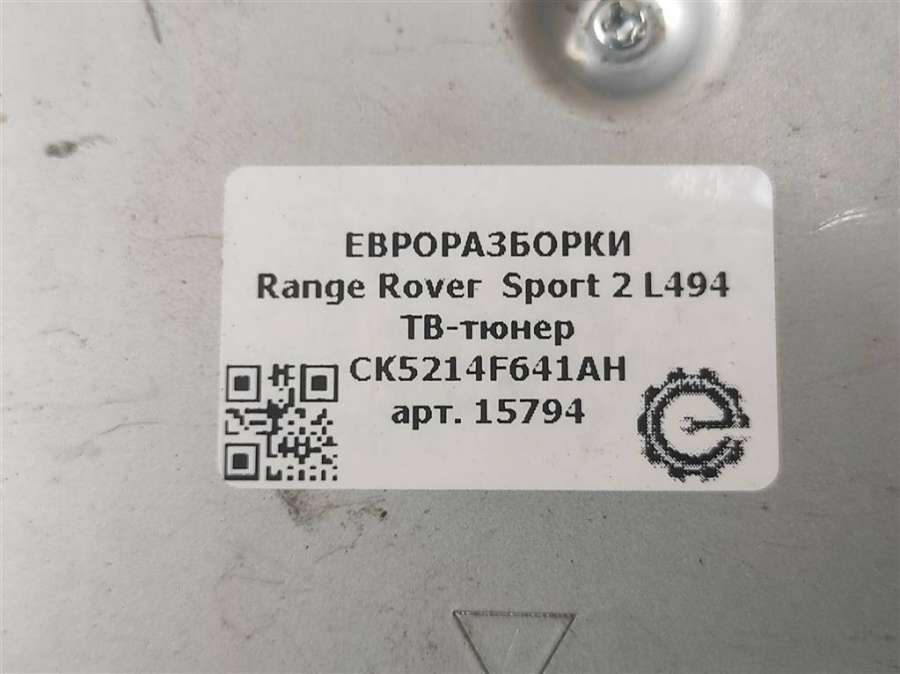 ЕВРОРАЗБОРКИ
Range Rover Sport 2 L494
ТВ-тюнер
CK5214F641AH
арт. 15794